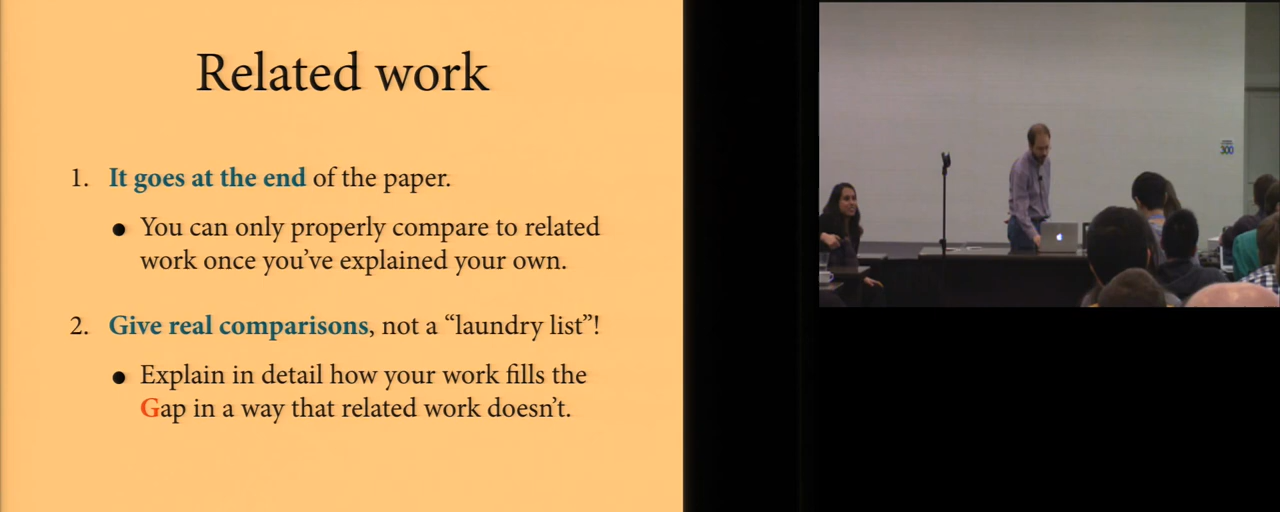 Related work
1. It goes at the end of the paper.
● You can only properly compare to related
work once you've explained your own.
2. Give real comparisons, not a “laundry list”!
● Explain in detail how your work fills the
Gap in a way that related work doesn't.
300